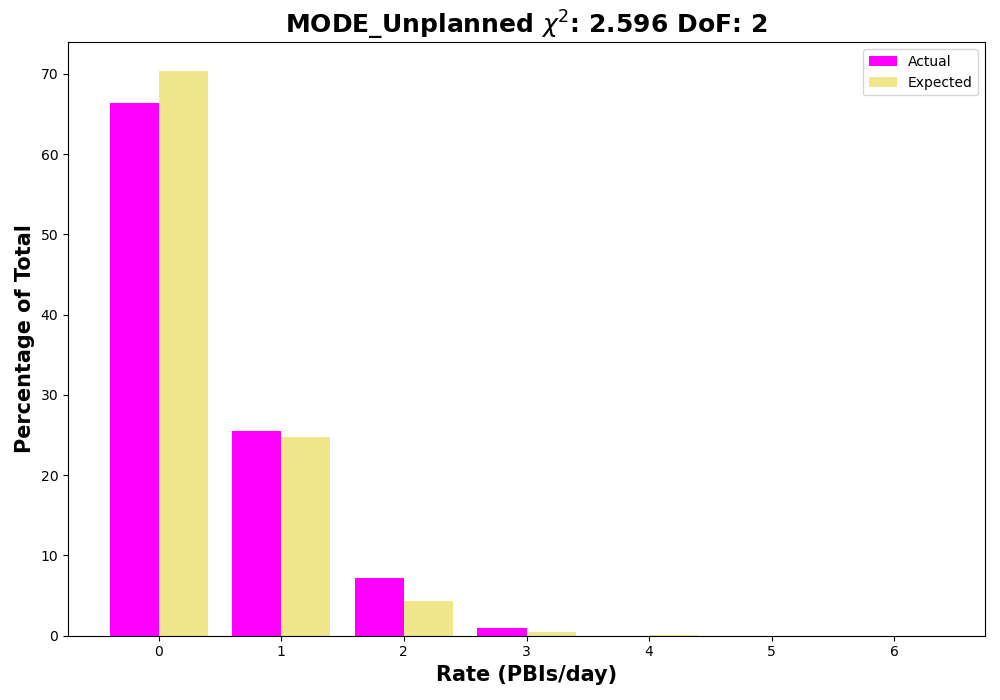 MODE_Unplanned χ²: 2.596 DoF: 2
Actual
Expected
Percentage of Total
70
60
50
40
30
20
10
0
0 1 2 3 4 5 6
Rate (PBIs/day)